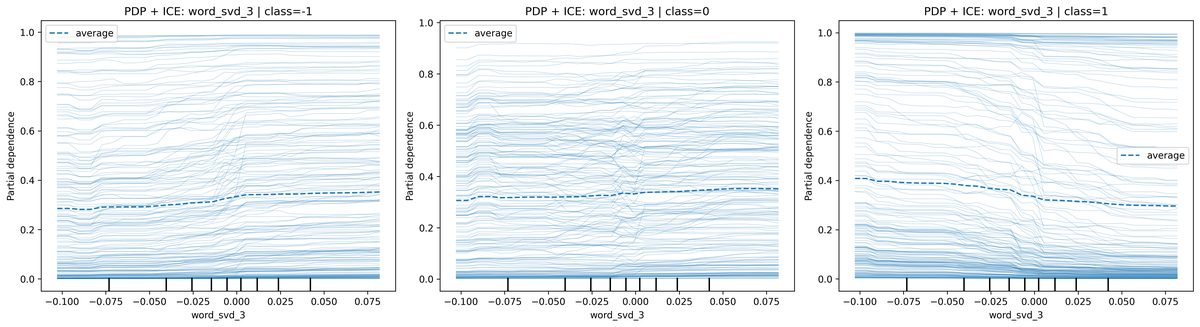 PDP + ICE: word_svd_3 | class=-1
average
Partial dependence
1.0
0.8
0.6
0.4
0.2
0.0
−0.100 −0.075 −0.050 −0.025 0.000 0.025 0.050 0.075
word_svd_3
PDP + ICE: word_svd_3 | class=0
average
Partial dependence
1.0
0.8
0.6
0.4
0.2
0.0
−0.100 −0.075 −0.050 −0.025 0.000 0.025 0.050 0.075
word_svd_3
PDP + ICE: word_svd_3 | class=1
average
Partial dependence
1.0
0.8
0.6
0.4
0.2
0.0
−0.100 −0.075 −0.050 −0.025 0.000 0.025 0.050 0.075
word_svd_3